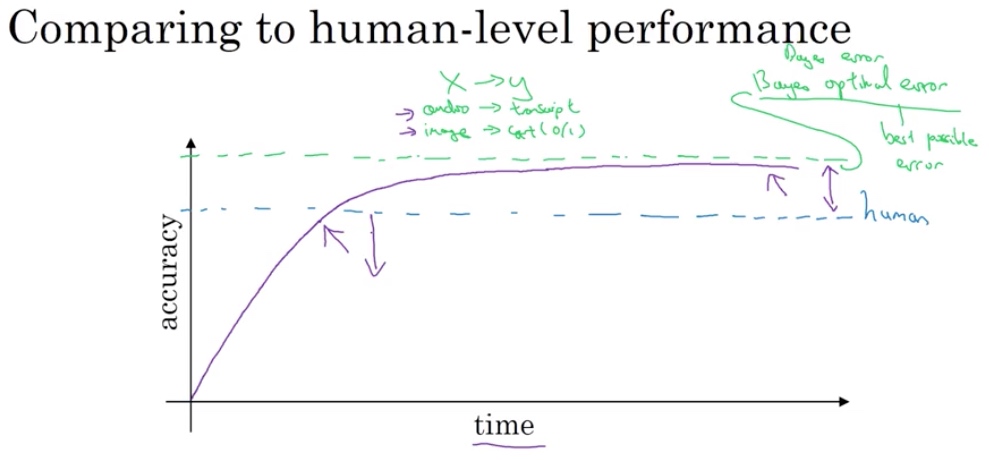 Comparing to human-level performance
Bayes error
Bayes optimal error
best possible
error
X → y
→ audio → transcript
→ image → cat (0/1)
human
accuracy
time